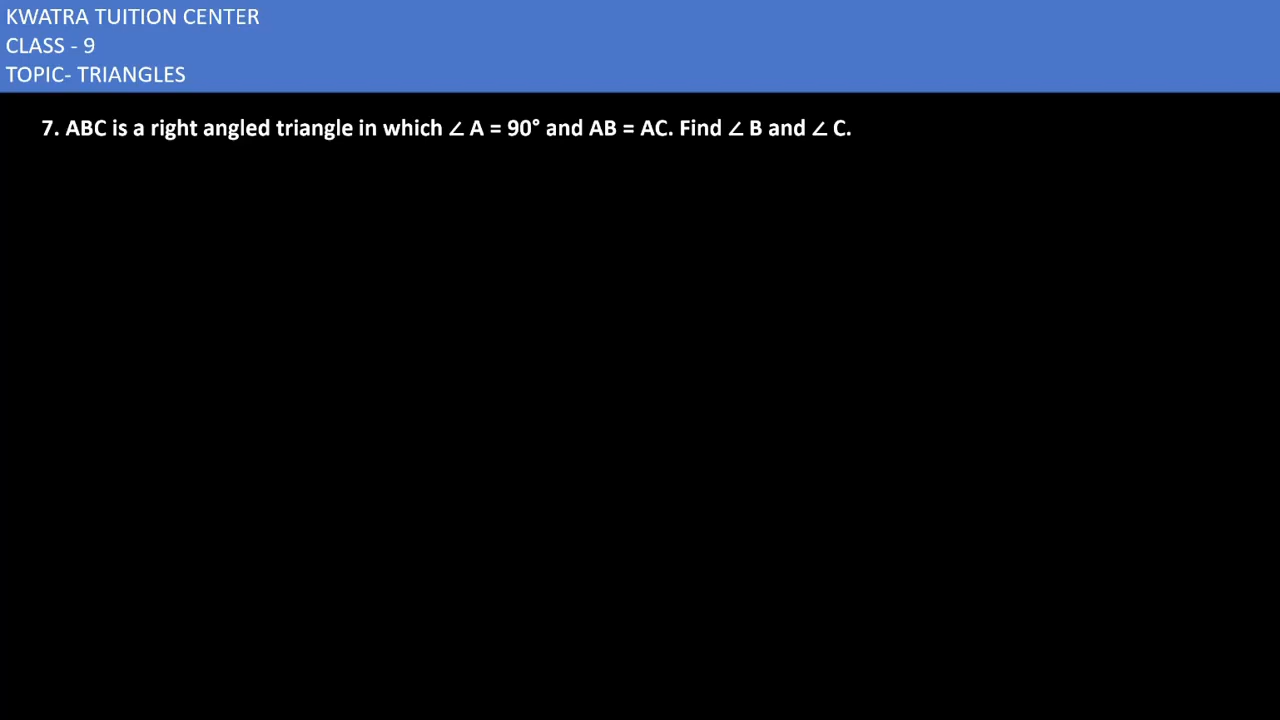 KWATRA TUITION CENTER
CLASS - 9
TOPIC- TRIANGLES
7. ABC is a right angled triangle in which ∠ A = 90° and AB = AC. Find ∠ B and ∠ C.